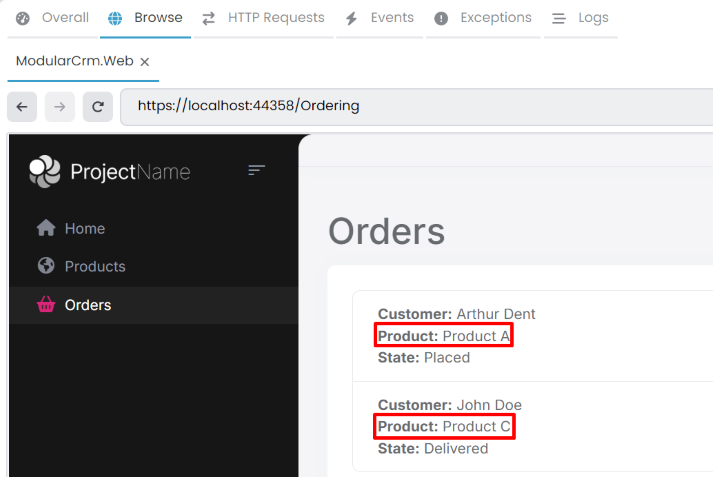 Overall Browse HTTP Requests Events Exceptions Logs
ModularCrm.Web
https://localhost:44358/Ordering
ProjectName
Home
Products
Orders
Orders
Customer: Arthur Dent
Product: Product A
State: Placed
Customer: John Doe
Product: Product C
State: Delivered